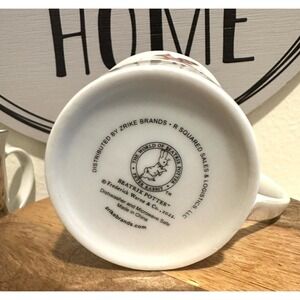 HOME
DISTRIBUTED BY ZRIKE BRANDS • R SQUARED SALES & LOGISTICS LLC
THE WORLD OF BEATRIX POTTER
PETER RABBIT
BEATRIX POTTER™
© Frederick Warne & Co., 2022.
Dishwasher and Microwave Safe
Made in China
zrikebrands.com